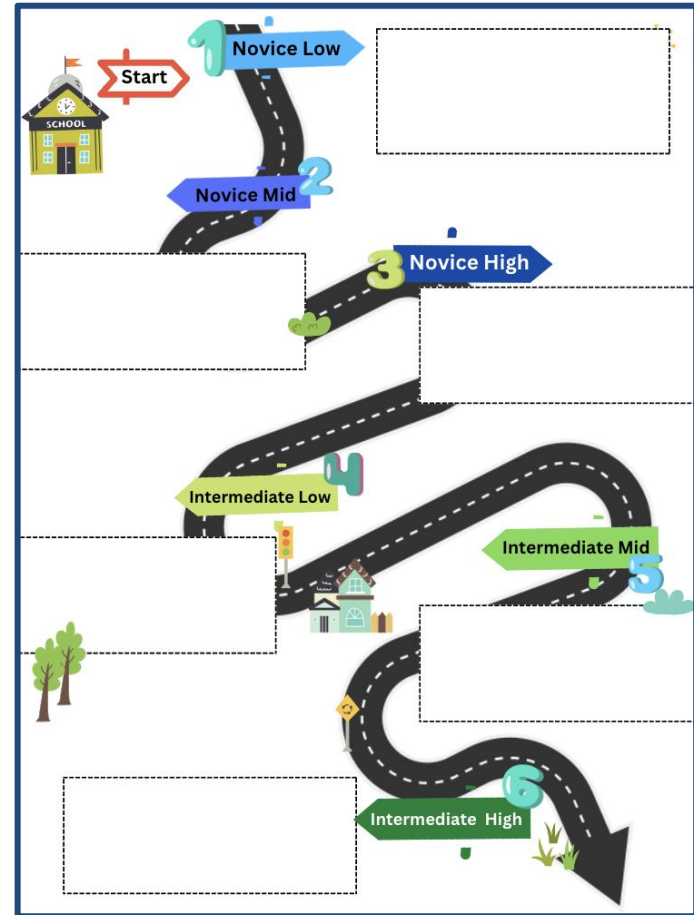 1
Novice Low
Start
SCHOOL
Novice Mid
2
3
Novice High
4
Intermediate Low
Intermediate Mid
5
6
Intermediate High